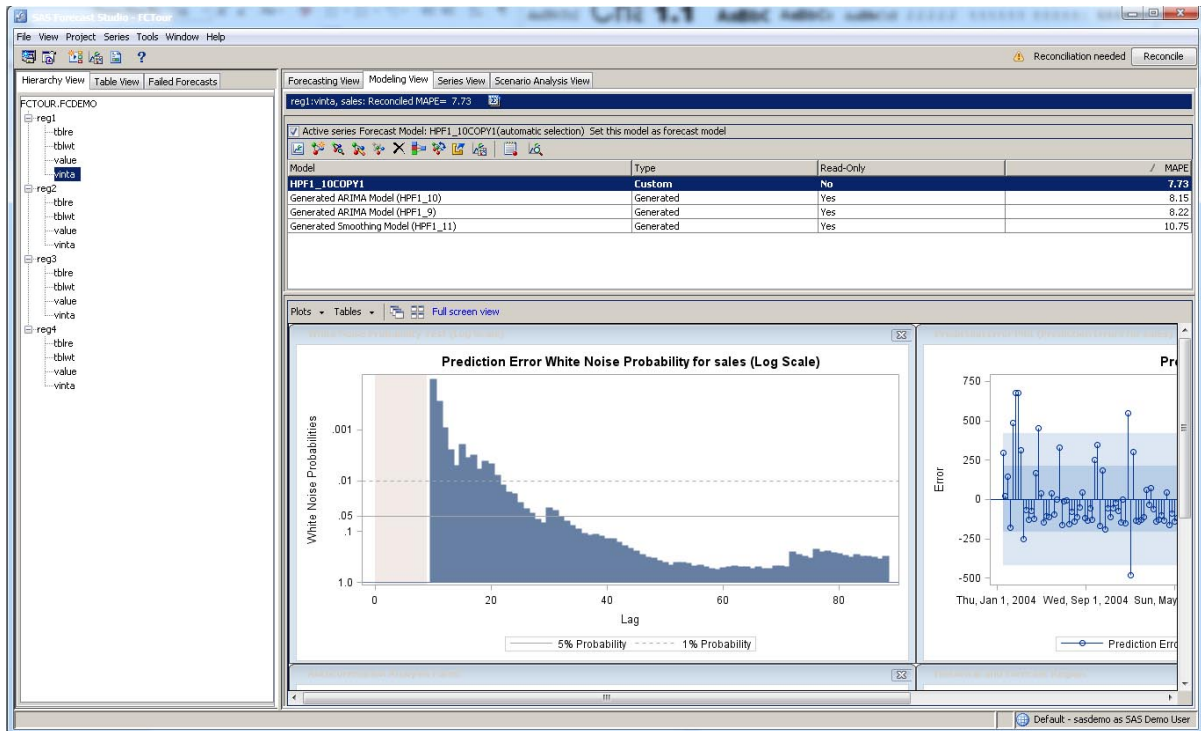 SAS Forecast Studio - FCTour
File View Project Series Tools Window Help
Reconciliation needed Reconcile
Hierarchy View Table View Failed Forecasts
FCTOUR.FCDEMO
reg1
tblre
tblwt
value
vinta
reg2
tblre
tblwt
value
vinta
reg3
tblre
tblwt
value
vinta
reg4
tblre
tblwt
value
vinta
Forecasting View Modeling View Series View Scenario Analysis View
reg1:vinta, sales: Reconciled MAPE= 7.73
Active series Forecast Model: HPF1_10COPY1(automatic selection) Set this model as forecast model
Model Type Read-Only / MAPE
HPF1_10COPY1 Custom No 7.73
Generated ARIMA Model (HPF1_10) Generated Yes 8.15
Generated ARIMA Model (HPF1_9) Generated Yes 8.22
Generated Smoothing Model (HPF1_11) Generated Yes 10.75
Plots Tables Full screen view
Prediction Error White Noise Probability for sales (Log Scale)
White Noise Probabilities
.001
.01
.05
.1
1.0
0 20 40 60 80
Lag
5% Probability 1% Probability
Pre
750
500
250
0
-250
-500
Error
Thu, Jan 1, 2004 Wed, Sep 1, 2004 Sun, May
Prediction Erro
Default - sasdemo as SAS Demo User